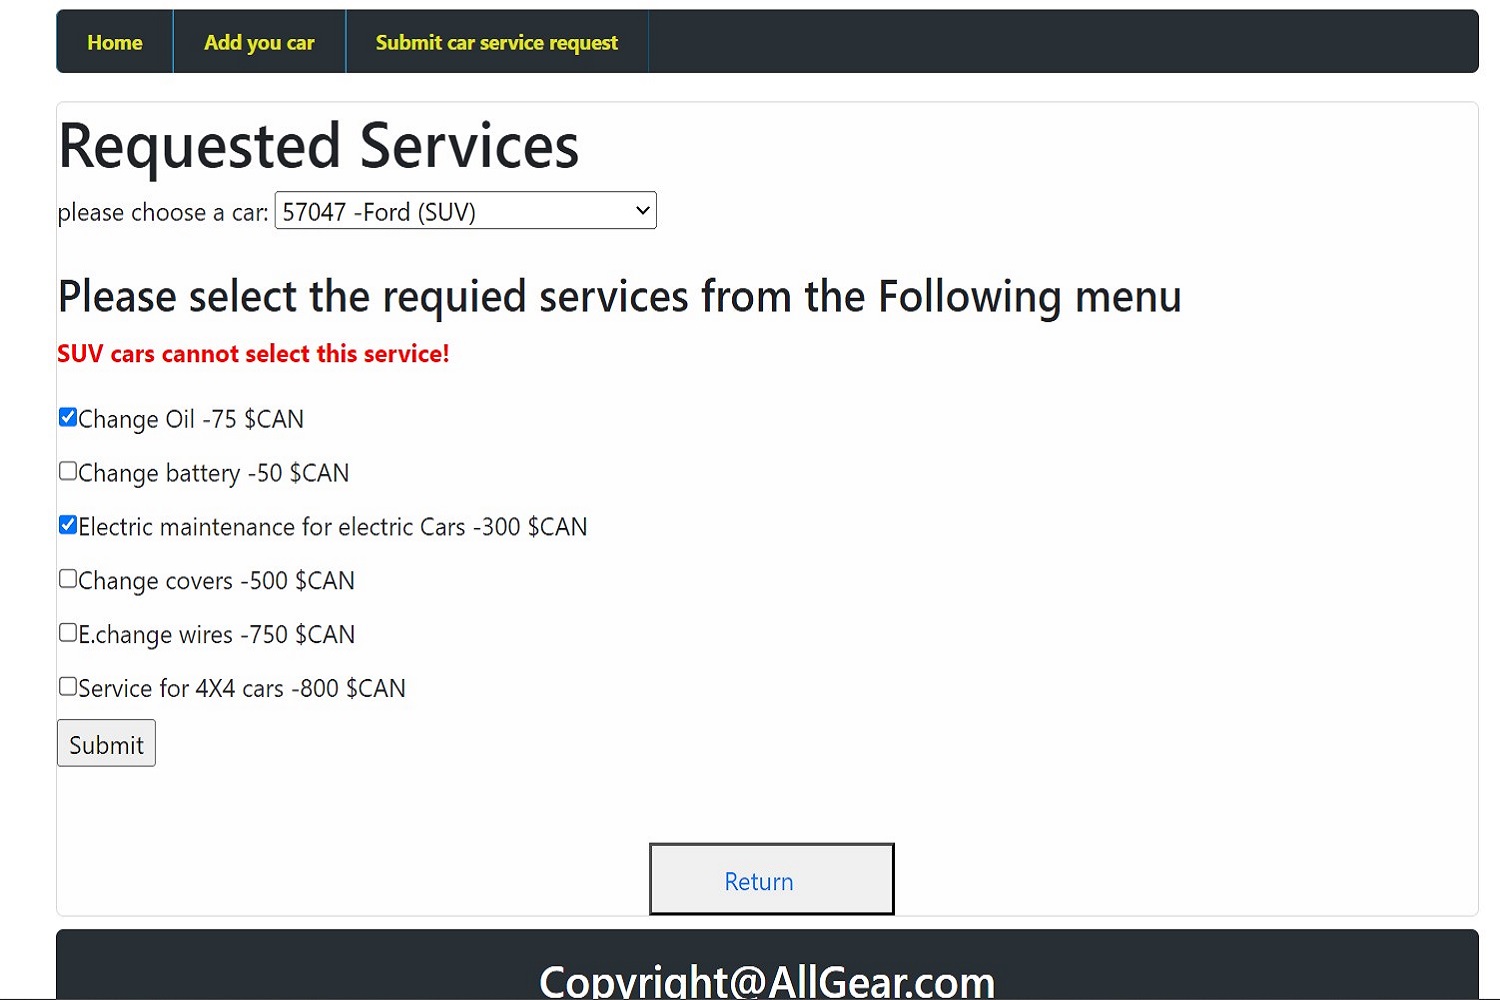 Home Add you car Submit car service request
Requested Services
please choose a car: 57047 -Ford (SUV)
Please select the requied services from the Following menu
SUV cars cannot select this service!
Change Oil -75 $CAN
Change battery -50 $CAN
Electric maintenance for electric Cars -300 $CAN
Change covers -500 $CAN
E.change wires -750 $CAN
Service for 4X4 cars -800 $CAN
Submit
Return
Copyright@AllGear.com